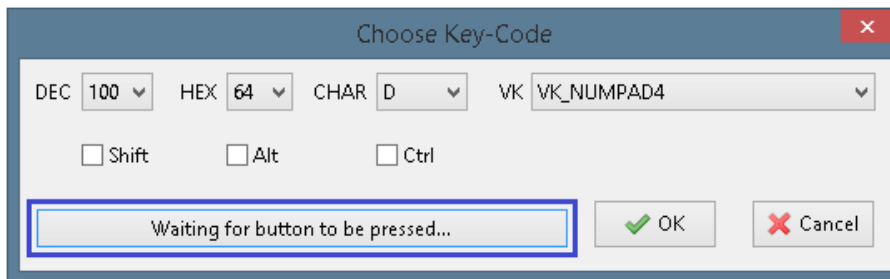 Choose Key-Code
DEC 100 HEX 64 CHAR D VK VK_NUMPAD4
Shift Alt Ctrl
Waiting for button to be pressed... OK Cancel